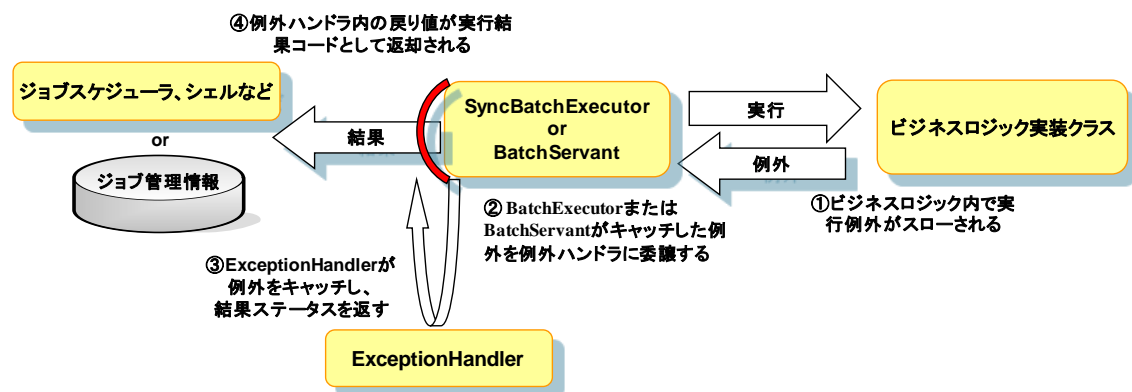 ④例外ハンドラ内の戻り値が実行結
果コードとして返却される
ジョブスケジューラ、シェルなど
or
ジョブ管理情報
結果
SyncBatchExecutor
or
BatchServant
実行
例外
ビジネスロジック実装クラス
①ビジネスロジック内で実
行例外がスローされる
② BatchExecutorまたは
BatchServantがキャッチした例
外を例外ハンドラに委譲する
③ExceptionHandlerが
例外をキャッチし、
結果ステータスを返す
ExceptionHandler